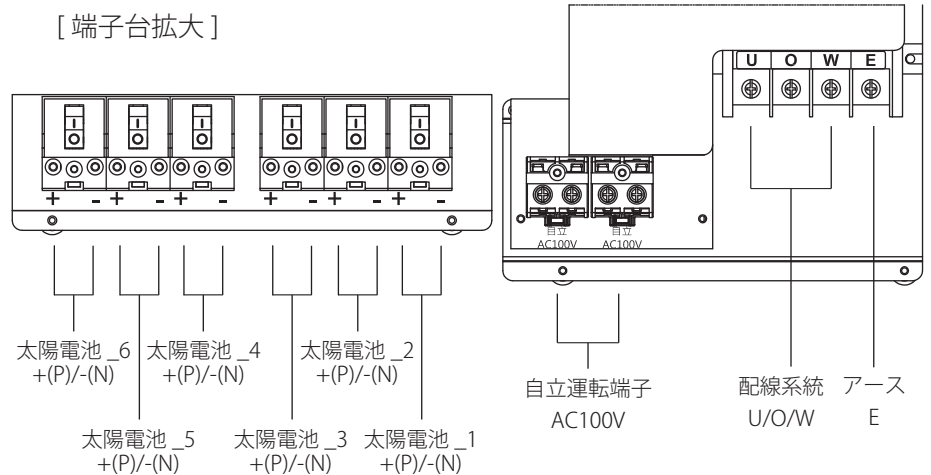 [ 端子台拡大 ]
U O W E
+ - + - + - + - + - + -
自立 自立
AC100V AC100V
太陽電池 _6 太陽電池 _4 太陽電池 _2
+(P)/-(N) +(P)/-(N) +(P)/-(N)
太陽電池 _5 太陽電池 _3 太陽電池 _1
+(P)/-(N) +(P)/-(N) +(P)/-(N)
自立運転端子 配線系統 アース
AC100V U/O/W E